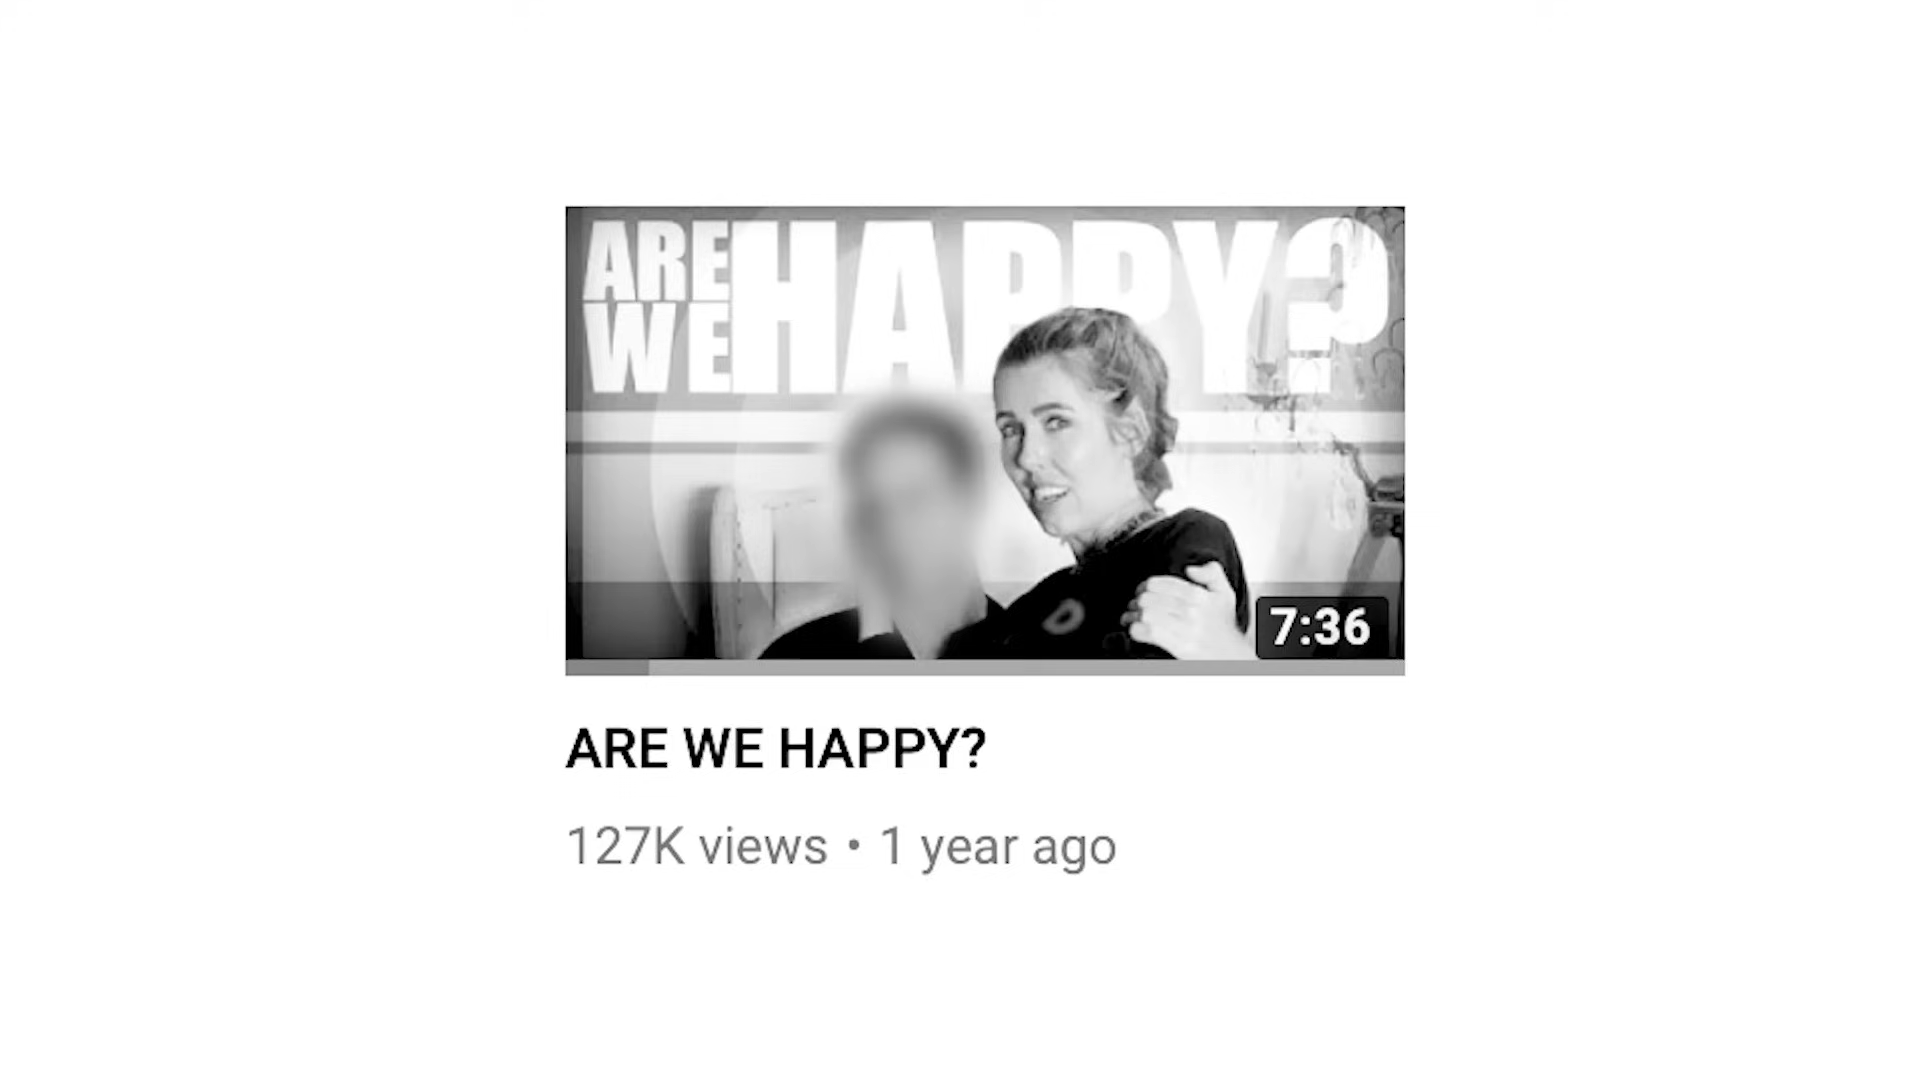 ARE
WE HAPPY?
7:36
ARE WE HAPPY?
127K views • 1 year ago